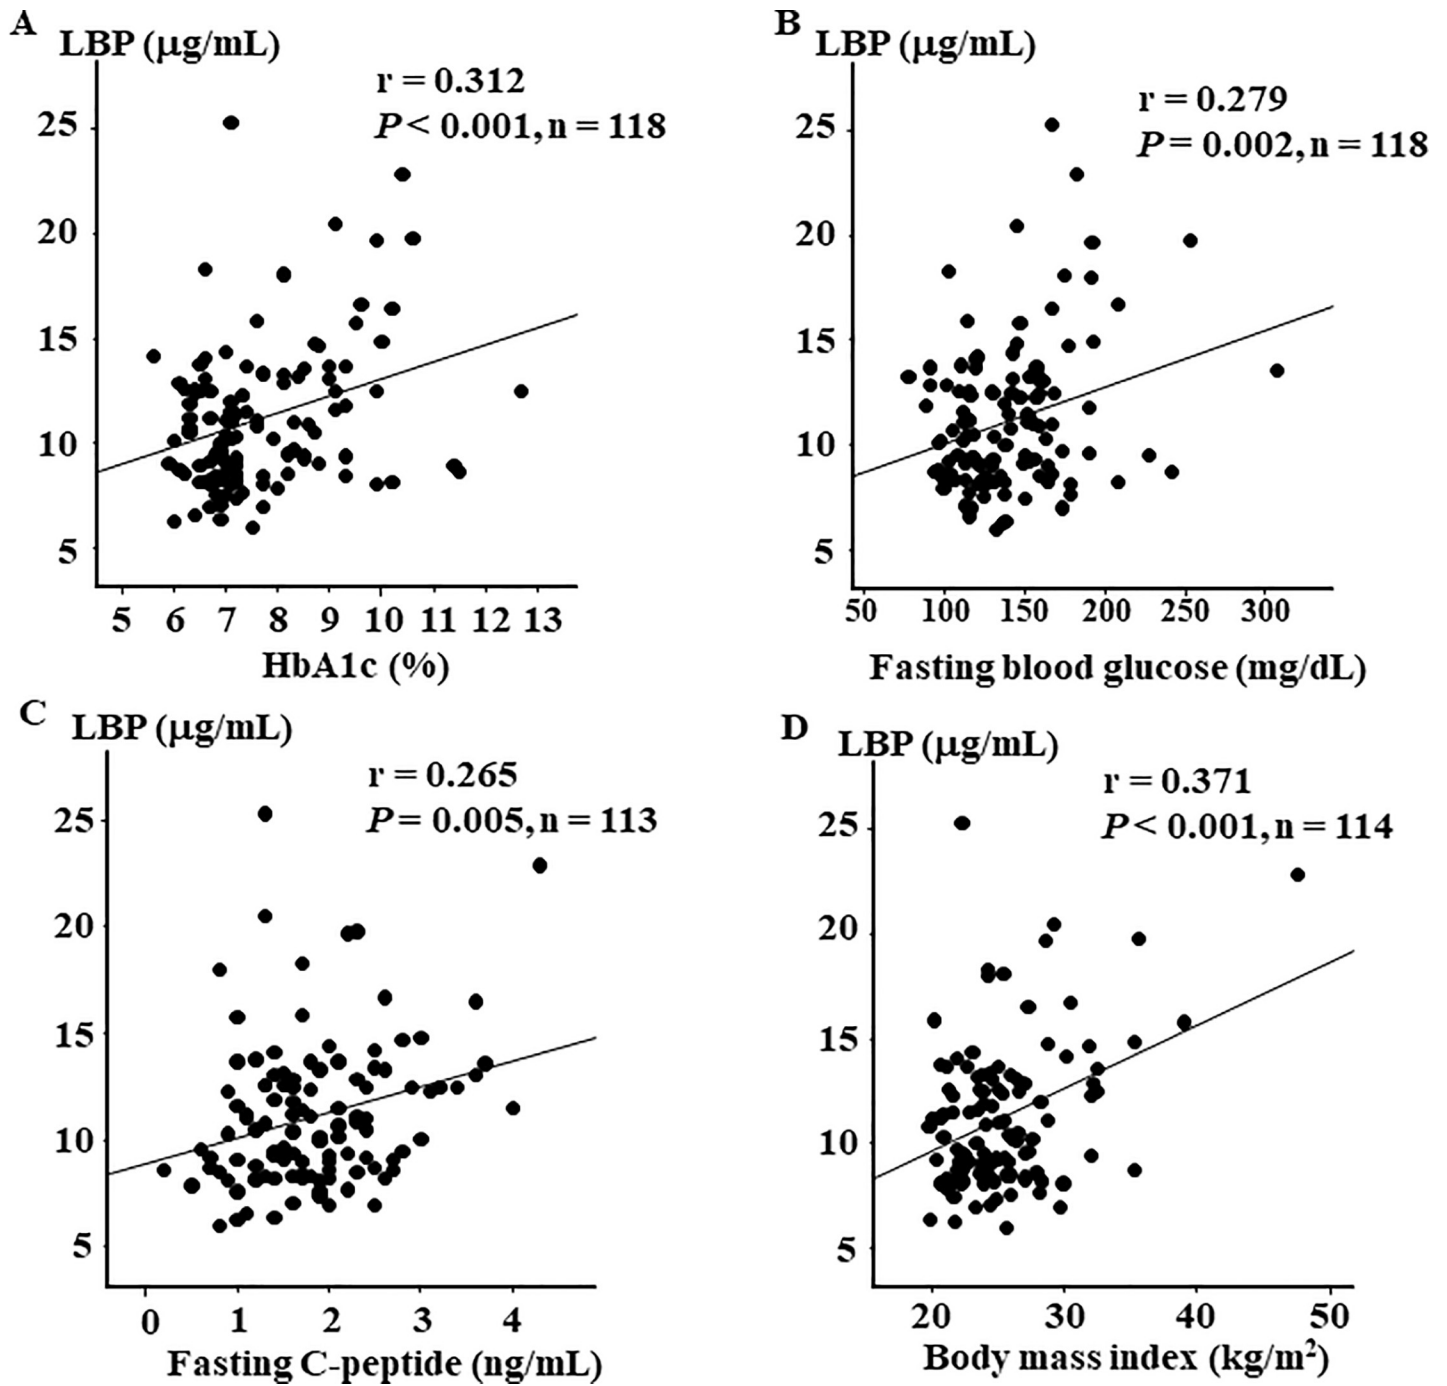 A
LBP (μg/mL)
r = 0.312
P < 0.001, n = 118
25
20
15
10
5
5 6 7 8 9 10 11 12 13
HbA1c (%)
B
LBP (μg/mL)
r = 0.279
P = 0.002, n = 118
25
20
15
10
5
50 100 150 200 250 300
Fasting blood glucose (mg/dL)
C
LBP (μg/mL)
r = 0.265
P = 0.005, n = 113
25
20
15
10
5
0 1 2 3 4
Fasting C-peptide (ng/mL)
D
LBP (μg/mL)
r = 0.371
P < 0.001, n = 114
25
20
15
10
5
20 30 40 50
Body mass index (kg/m²)